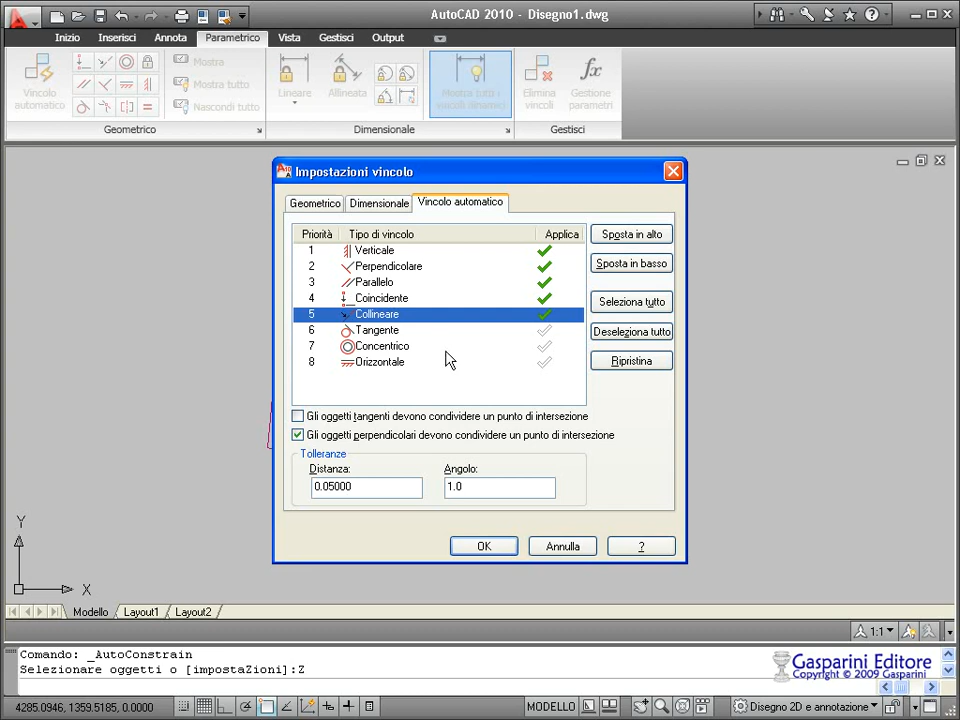 AutoCAD 2010 - Disegno1.dwg
Inizio Inserisci Annota Parametrico Vista Gestisci Output
Vincolo automatico
Mostra
Mostra tutto
Nascondi tutto
Lineare
Allineata
Mostra tutti i vincoli dinamici
Elimina vincoli
fx
Gestione parametri
Geometrico Dimensionale Gestisci
Impostazioni vincolo
Geometrico Dimensionale Vincolo automatico
Priorità Tipo di vincolo Applica
1 Verticale
2 Perpendicolare
3 Parallelo
4 Coincidente
5 Collineare
6 Tangente
7 Concentrico
8 Orizzontale
Sposta in alto
Sposta in basso
Seleziona tutto
Deseleziona tutto
Ripristina
Gli oggetti tangenti devono condividere un punto di intersezione
Gli oggetti perpendicolari devono condividere un punto di intersezione
Tolleranze
Distanza: Angolo:
0.05000 1.0
OK Annulla ?
Y
X
Modello Layout1 Layout2
1:1
Comando: _AutoConstrain
Selezionare oggetti o [impostaZioni]:Z
Gasparini Editore
Copyright © 2009 Gasparini
4285.0946, 1359.5185, 0.0000 MODELLO Disegno 2D e annotazione